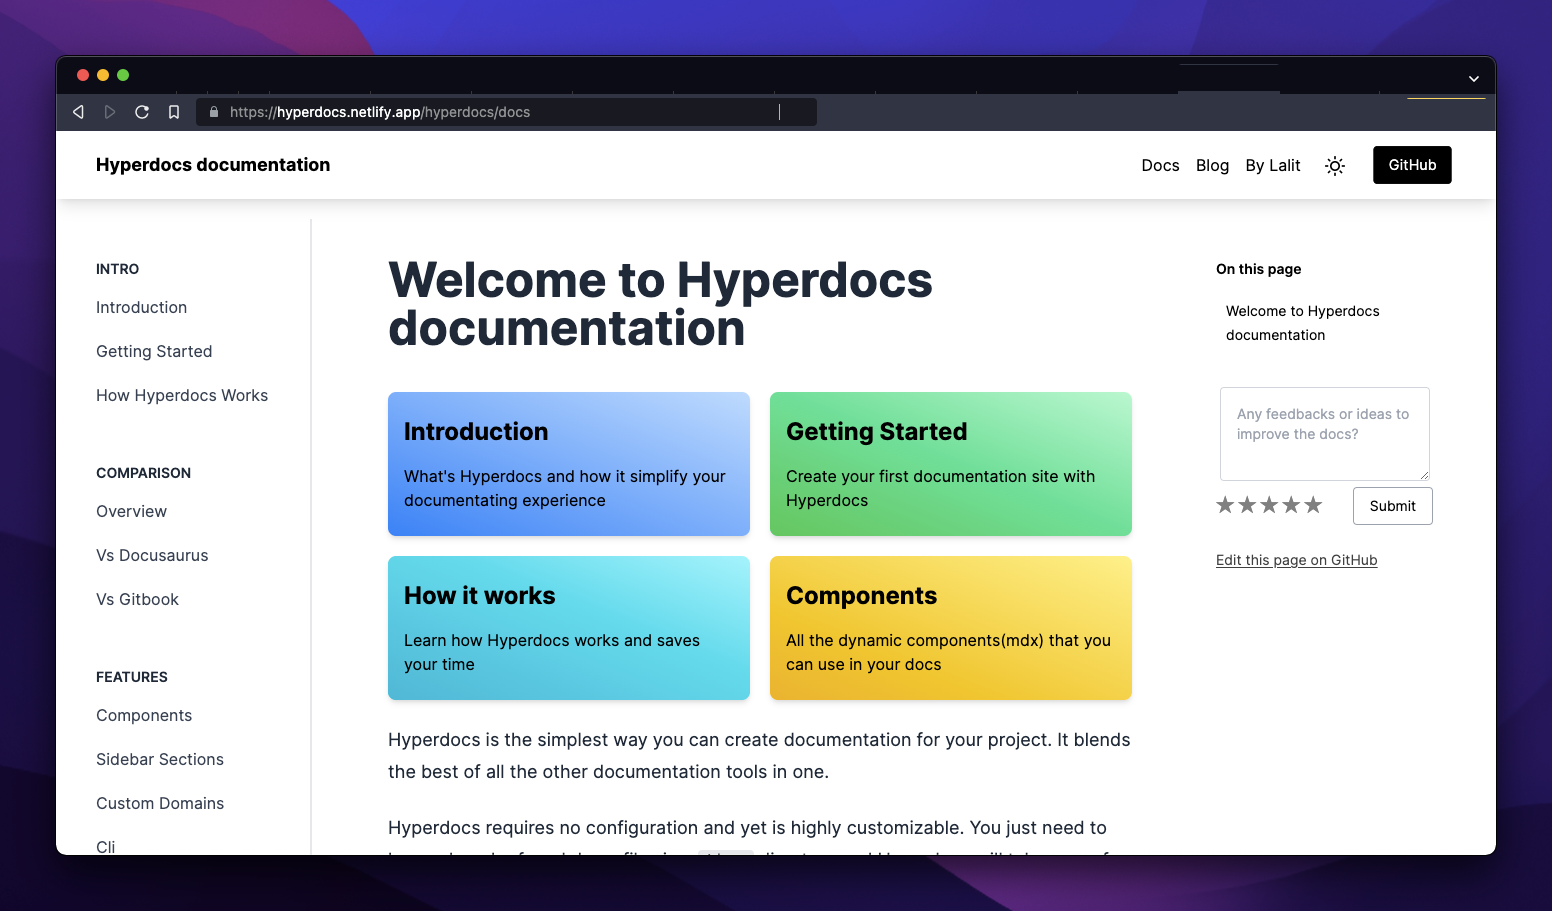 https://hyperdocs.netlify.app/hyperdocs/docs
Hyperdocs documentation
Docs Blog By Lalit GitHub
INTRO
Introduction
Getting Started
How Hyperdocs Works
COMPARISON
Overview
Vs Docusaurus
Vs Gitbook
FEATURES
Components
Sidebar Sections
Custom Domains
Cli
Welcome to Hyperdocs
documentation
Introduction
What's Hyperdocs and how it simplify your
documentating experience
Getting Started
Create your first documentation site with
Hyperdocs
How it works
Learn how Hyperdocs works and saves
your time
Components
All the dynamic components(mdx) that you
can use in your docs
Hyperdocs is the simplest way you can create documentation for your project. It blends
the best of all the other documentation tools in one.
Hyperdocs requires no configuration and yet is highly customizable. You just need to
On this page
Welcome to Hyperdocs
documentation
Any feedbacks or ideas to
improve the docs?
Submit
Edit this page on GitHub